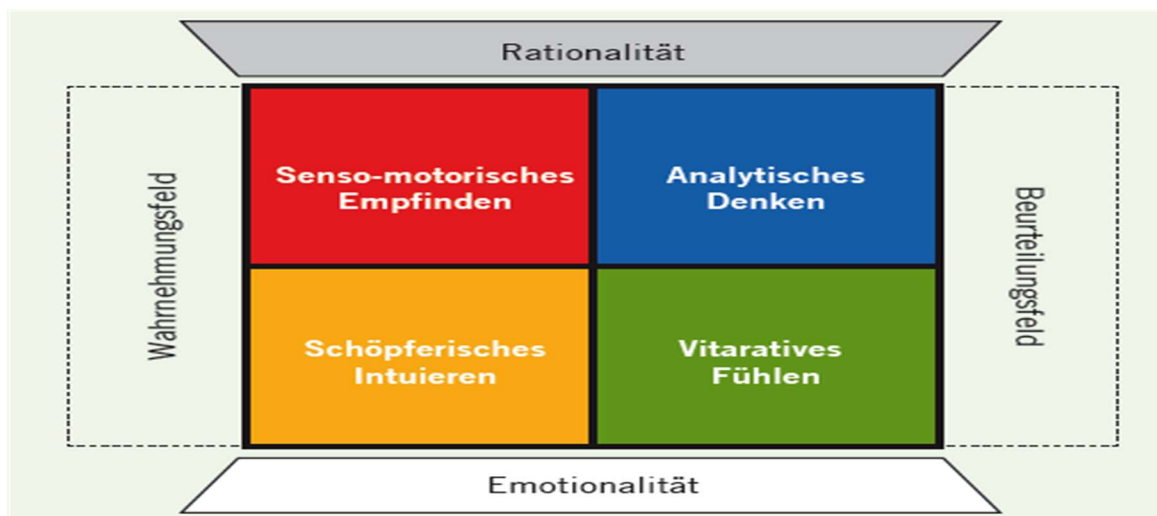 Rationalität
Wahrnehmungsfeld
Senso-motorisches
Empfinden
Analytisches
Denken
Beurteilungsfeld
Schöpferisches
Intuieren
Vitaratives
Fühlen
Emotionalität